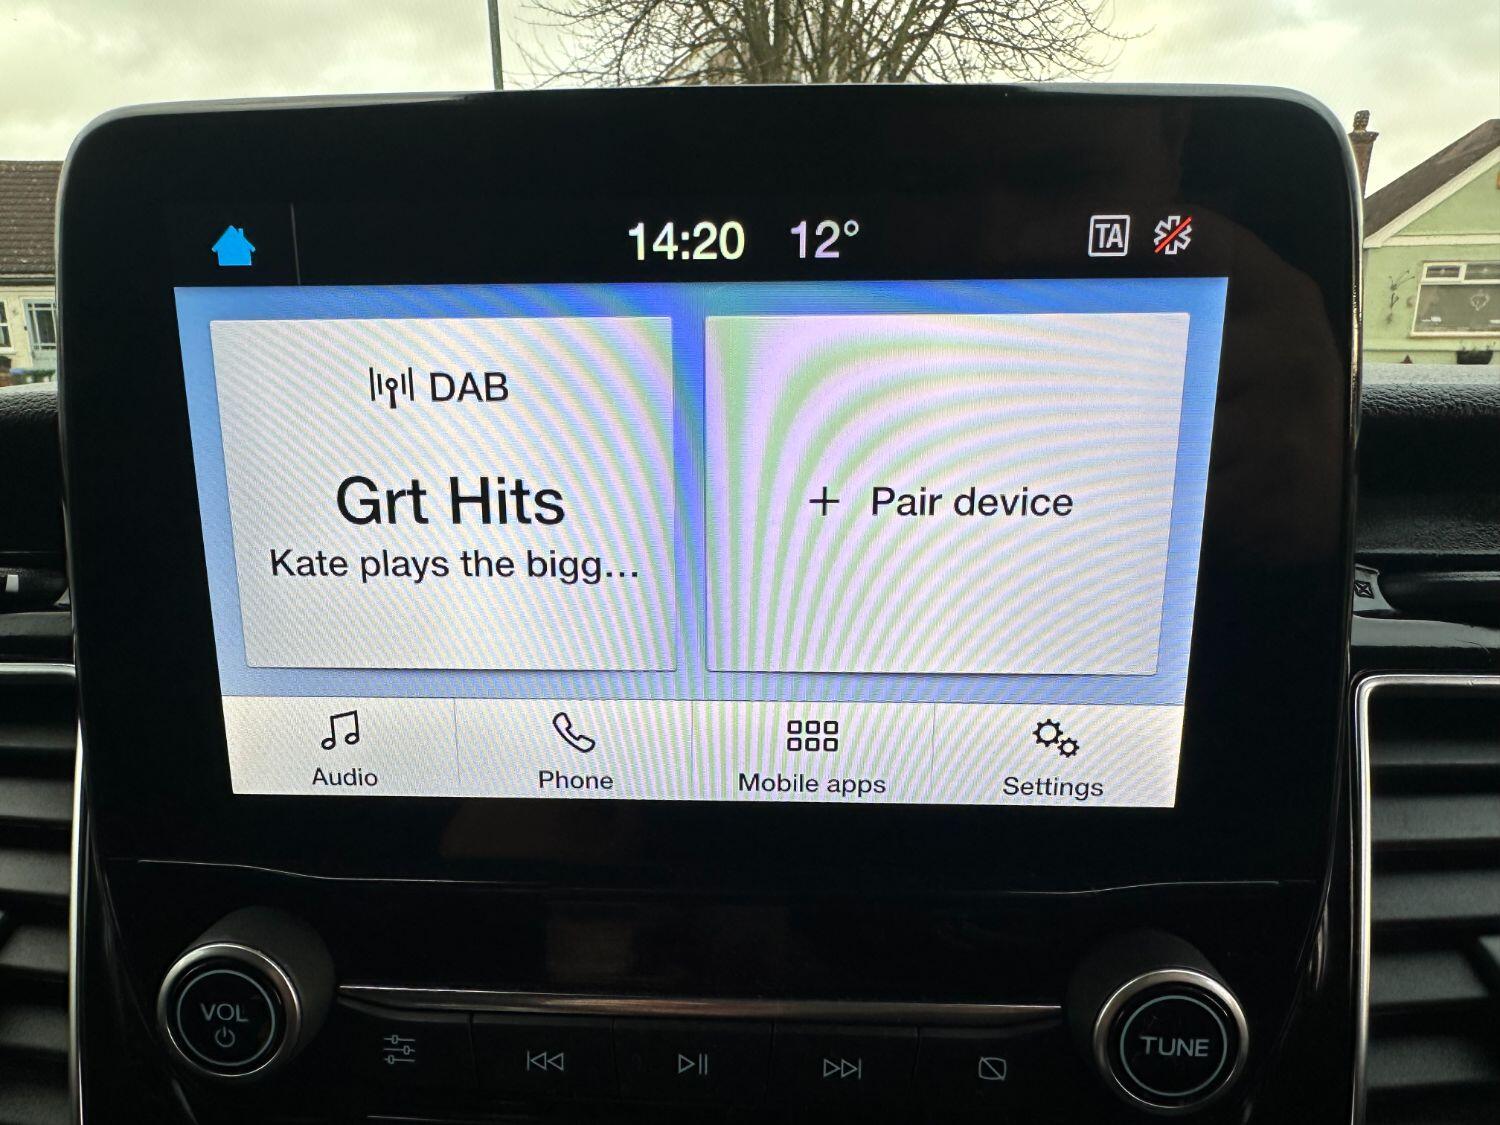 14:20 12° TA
DAB
Grt Hits
Kate plays the bigg...
+ Pair device
Audio
Phone
Mobile apps
Settings
VOL
TUNE